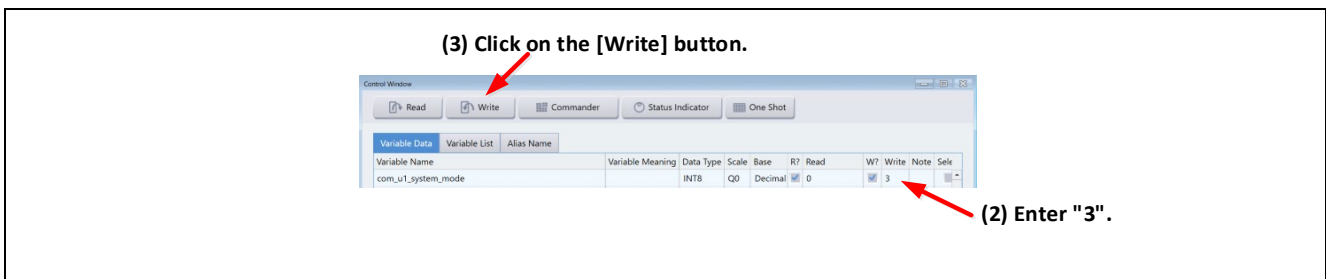 (3) Click on the [Write] button.
Control Window
Read Write Commander Status Indicator One Shot
Variable Data Variable List Alias Name
Variable Name Variable Meaning Data Type Scale Base R? Read W? Write Note Sele
com_u1_system_mode INT8 Q0 Decimal 0 3
(2) Enter "3".